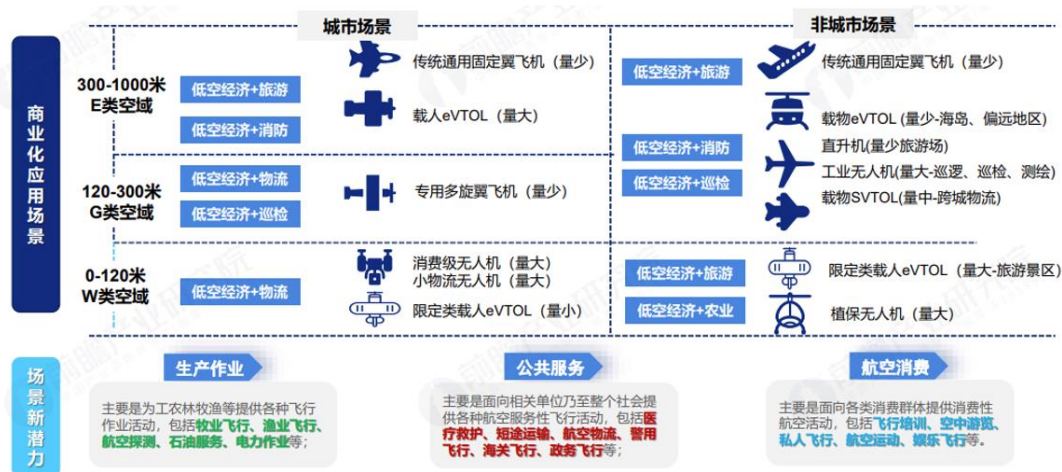 城市场景
非城市场景
商业化应用场景
300-1000米
E类空域
低空经济+旅游
低空经济+消防
传统通用固定翼飞机（量少）
载人eVTOL（量大）
低空经济+旅游
传统通用固定翼飞机（量少）
载物eVTOL (量少-海岛、偏远地区)
低空经济+消防
直升机(量少旅游场)
低空经济+巡检
工业无人机(量大-巡逻、巡检、测绘)
载物SVTOL(量中-跨城物流)
120-300米
G类空域
低空经济+物流
低空经济+巡检
专用多旋翼飞机（量少）
0-120米
W类空域
低空经济+物流
消费级无人机（量大）
小物流无人机（量大）
限定类载人eVTOL（量小）
低空经济+旅游
限定类载人eVTOL（量大-旅游景区）
低空经济+农业
植保无人机（量大）
场景新潜力
生产作业
主要是为工农林牧渔等提供各种飞行
作业活动，包括牧业飞行、渔业飞行、
航空探测、石油服务、电力作业等；
公共服务
主要是面向相关单位乃至整个社会提
供各种航空服务性飞行活动，包括医
疗救护、短途运输、航空物流、警用
飞行、海关飞行、政务飞行等；
航空消费
主要是面向各类消费群体提供消费性
航空活动，包括飞行培训、空中游览、
私人飞行、航空运动、娱乐飞行等。